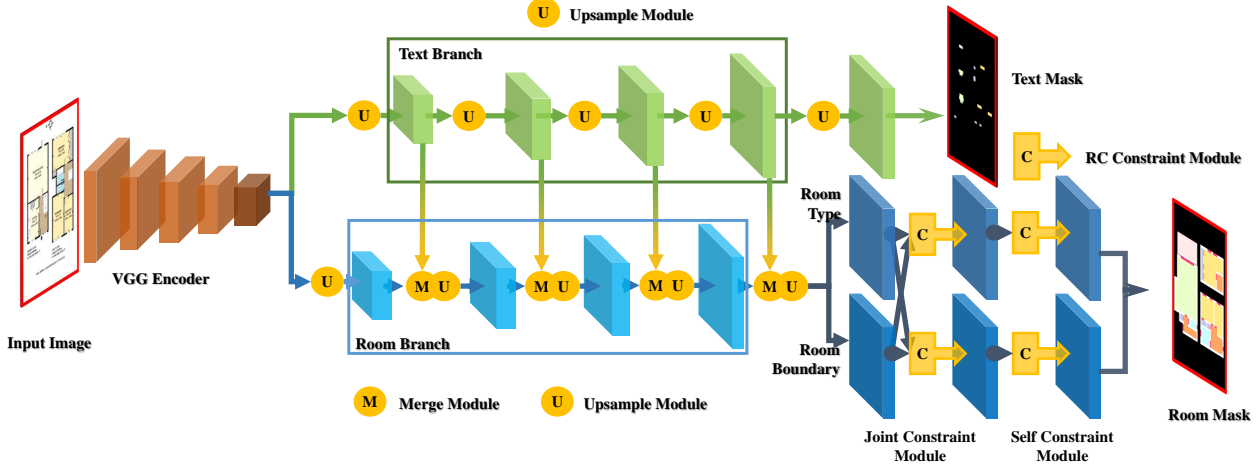 U Upsample Module
Text Branch
U U U U U
Text Mask
C RC Constraint Module
Room
Type
C C
VGG Encoder
U M U M U M U M U
Input Image
Room Branch
Room
Boundary
C C
M Merge Module U Upsample Module
Joint Constraint
Module
Self Constraint
Module
Room Mask